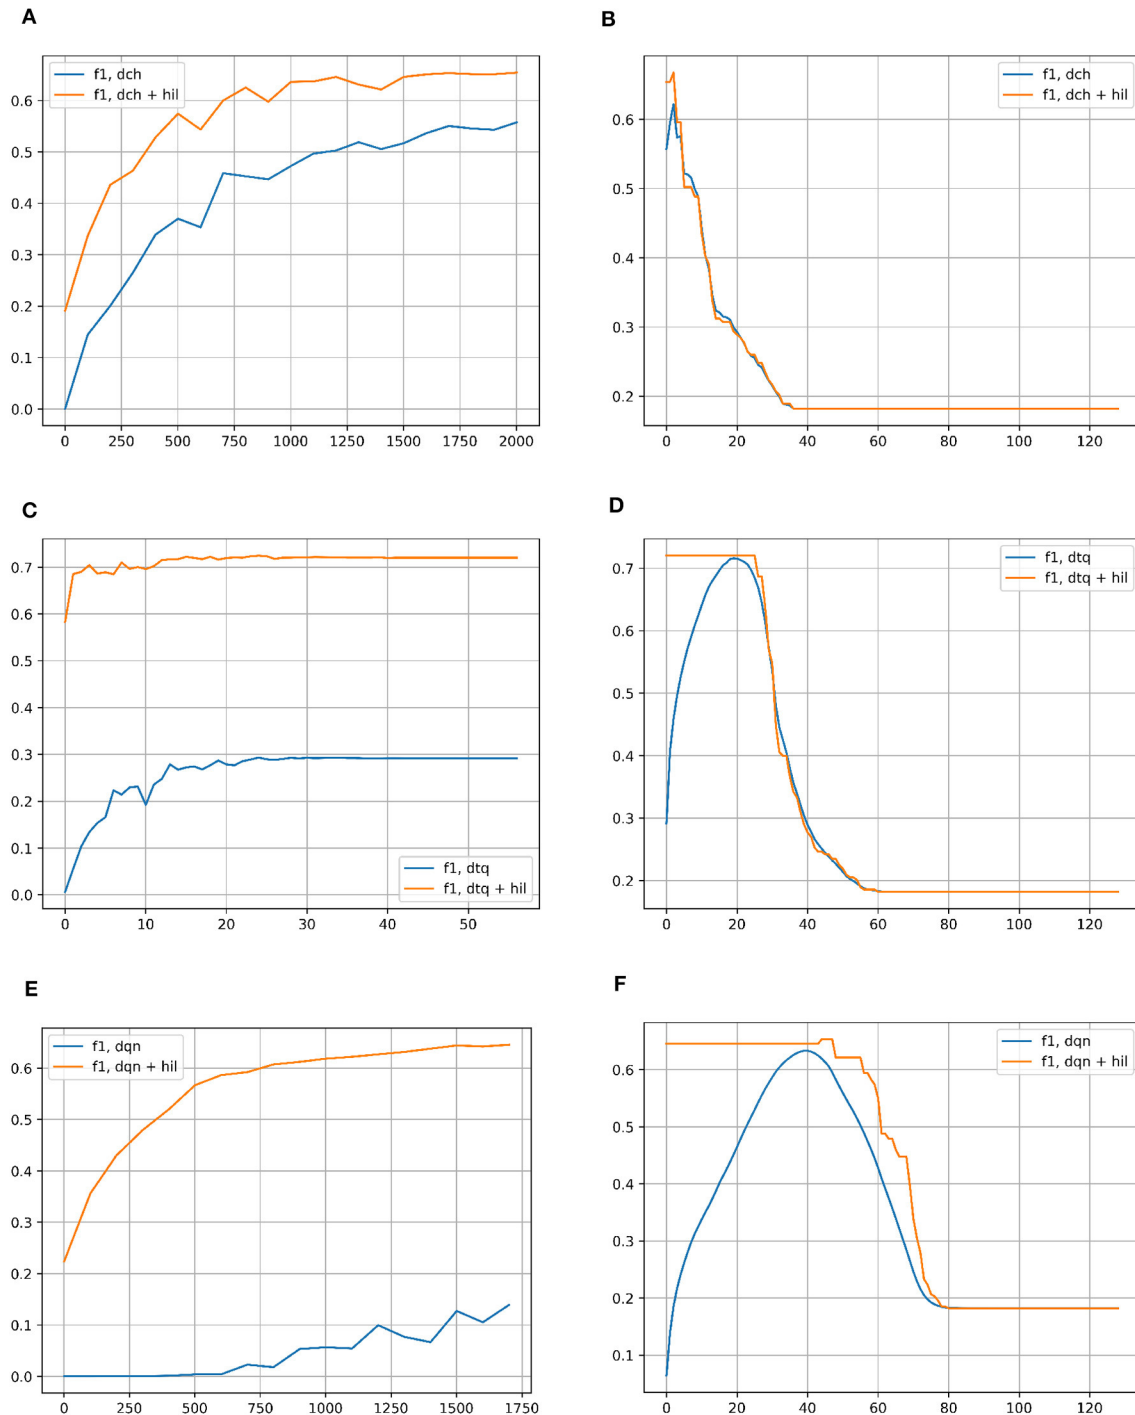 A
f1, dch
f1, dch + hil
0.6
0.5
0.4
0.3
0.2
0.1
0.0
0 250 500 750 1000 1250 1500 1750 2000
B
f1, dch
f1, dch + hil
0.6
0.5
0.4
0.3
0.2
0 20 40 60 80 100 120
C
0.7
0.6
0.5
0.4
0.3
0.2
0.1
0.0
f1, dtq
f1, dtq + hil
0 10 20 30 40 50
D
f1, dtq
f1, dtq + hil
0.7
0.6
0.5
0.4
0.3
0.2
0 20 40 60 80 100 120
E
f1, dqn
f1, dqn + hil
0.6
0.5
0.4
0.3
0.2
0.1
0.0
0 250 500 750 1000 1250 1500 1750
F
f1, dqn
f1, dqn + hil
0.6
0.5
0.4
0.3
0.2
0.1
0 20 40 60 80 100 120